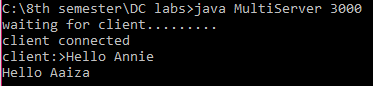 C:\8th semester\DC labs>java MultiServer 3000
waiting for client.........
client connected
client:>Hello Annie
Hello Aaiza